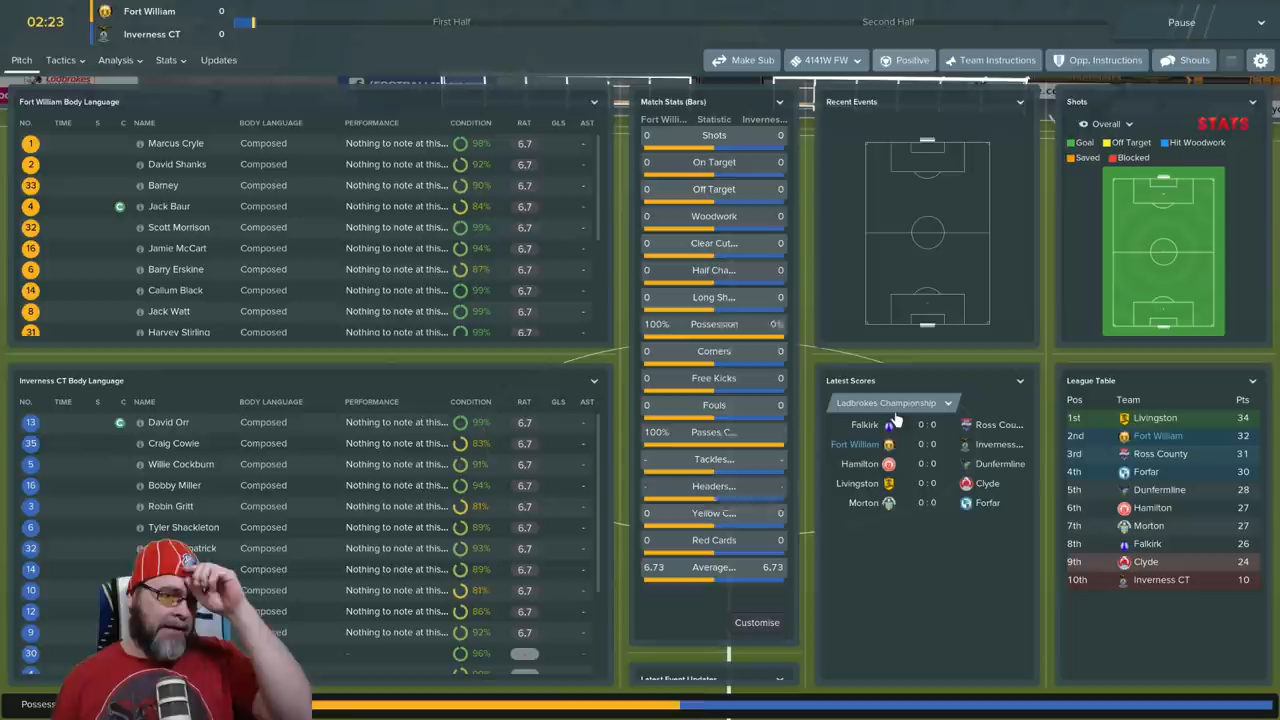 02:23
Fort William 0
Inverness CT 0
First Half
Second Half
Pause
Pitch Tactics Analysis Stats Updates
Make Sub 4141W FW Positive Team Instructions Opp. Instructions Shouts
Ladbrokes
Fort William Body Language
NO. TIME S C NAME BODY LANGUAGE PERFORMANCE CONDITION RAT GLS AST
1 Marcus Cryle Composed Nothing to note at this... 98% 6.7 -
2 David Shanks Composed Nothing to note at this... 92% 6.7 -
33 Barney Composed Nothing to note at this... 90% 6.7 -
4 C Jack Baur Composed Nothing to note at this... 84% 6.7 -
32 Scott Morrison Composed Nothing to note at this... 99% 6.7 -
16 Jamie McCart Composed Nothing to note at this... 94% 6.7 -
6 Barry Erskine Composed Nothing to note at this... 87% 6.7 -
14 Callum Black Composed Nothing to note at this... 99% 6.7 -
8 Jack Watt Composed Nothing to note at this... 99% 6.7 -
31 Harvey Stirling Composed Nothing to note at this... 99% 6.7 -
Inverness CT Body Language
NO. TIME S C NAME BODY LANGUAGE PERFORMANCE CONDITION RAT GLS AST
13 C David Orr Composed Nothing to note at this... 99% 6.7 -
35 Craig Cowie Composed Nothing to note at this... 83% 6.7 -
5 Willie Cockburn Composed Nothing to note at this... 91% 6.7 -
16 Bobby Miller Composed Nothing to note at this... 94% 6.7 -
3 Robin Gritt Composed Nothing to note at this... 81% 6.7 -
6 Tyler Shackleton Composed Nothing to note at this... 89% 6.7 -
32 patrick Composed Nothing to note at this... 93% 6.7 -
14 Composed Nothing to note at this... 89% 6.7 -
10 Composed Nothing to note at this... 81% 6.7 -
12 Composed Nothing to note at this... 86% 6.7 -
9 Composed Nothing to note at this... 92% 6.7 -
30 - 96% -
Possess
Match Stats (Bars)
Fort Willi... Statistic Invernes...
0 Shots 0
0 On Target 0
0 Off Target 0
0 Woodwork 0
0 Clear Cut... 0
0 Half Cha... 0
0 Long Sh... 0
100% Possession 0%
0 Corners 0
0 Free Kicks 0
0 Fouls 0
100% Passes C...
- Tackles... -
- Headers... -
0 Yellow C... 0
0 Red Cards 0
6.73 Average... 6.73
Customise
Latest Event Updates
Recent Events
Latest Scores
Ladbrokes Championship
Falkirk 0 : 0 Ross Cou...
Fort William 0 : 0 Inverness...
Hamilton 0 : 0 Dunfermline
Livingston 0 : 0 Clyde
Morton 0 : 0 Forfar
Shots
Overall STATS
Goal Off Target Hit Woodwork
Saved Blocked
League Table
Pos Team Pts
1st Livingston 34
2nd Fort William 32
3rd Ross County 31
4th Forfar 30
5th Dunfermline 28
6th Hamilton 27
7th Morton 27
8th Falkirk 26
9th Clyde 24
10th Inverness CT 10